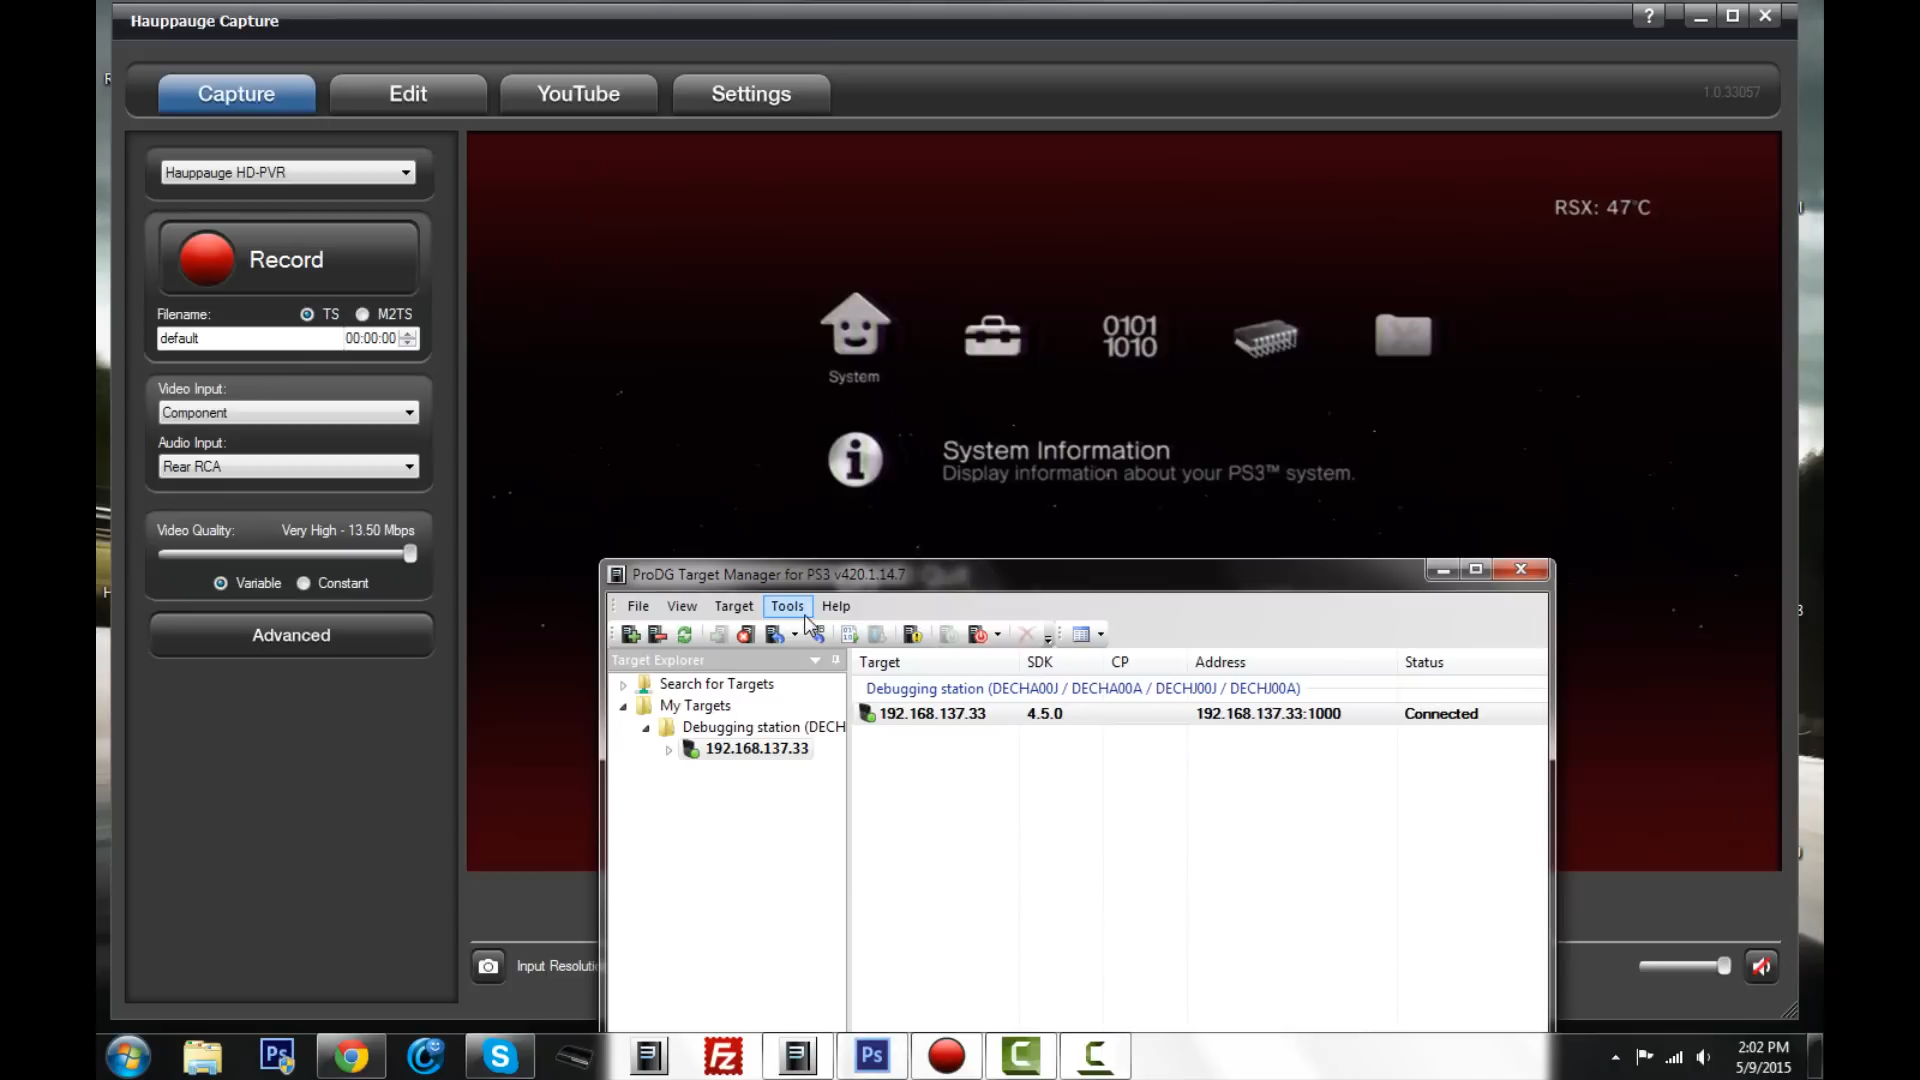 Hauppauge Capture
?
Capture
Edit
YouTube
Settings
1.0.33057
Hauppauge HD-PVR
Record
Filename:
TS
M2TS
default
00:00:00
Video Input:
Component
Audio Input:
Rear RCA
Video Quality:
Very High - 13.50 Mbps
Variable
Constant
Advanced
RSX: 47°C
0101
1010
System
System Information
Display information about your PS3™ system.
ProDG Target Manager for PS3 v420.1.14.7
File
View
Target
Tools
Help
Target Explorer
Search for Targets
My Targets
Debugging station (DECH
192.168.137.33
Target
SDK
CP
Address
Status
Debugging station (DECHA00J / DECHA00A / DECHJ00J / DECHJ00A)
192.168.137.33
4.5.0
192.168.137.33:1000
Connected
Input Resoluti
Ps
S
Fz
Ps
C
2:02 PM
5/9/2015